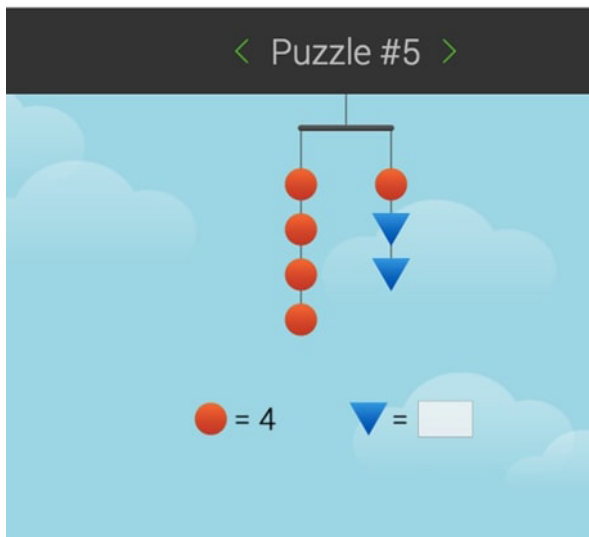 < Puzzle #5 >
= 4
=